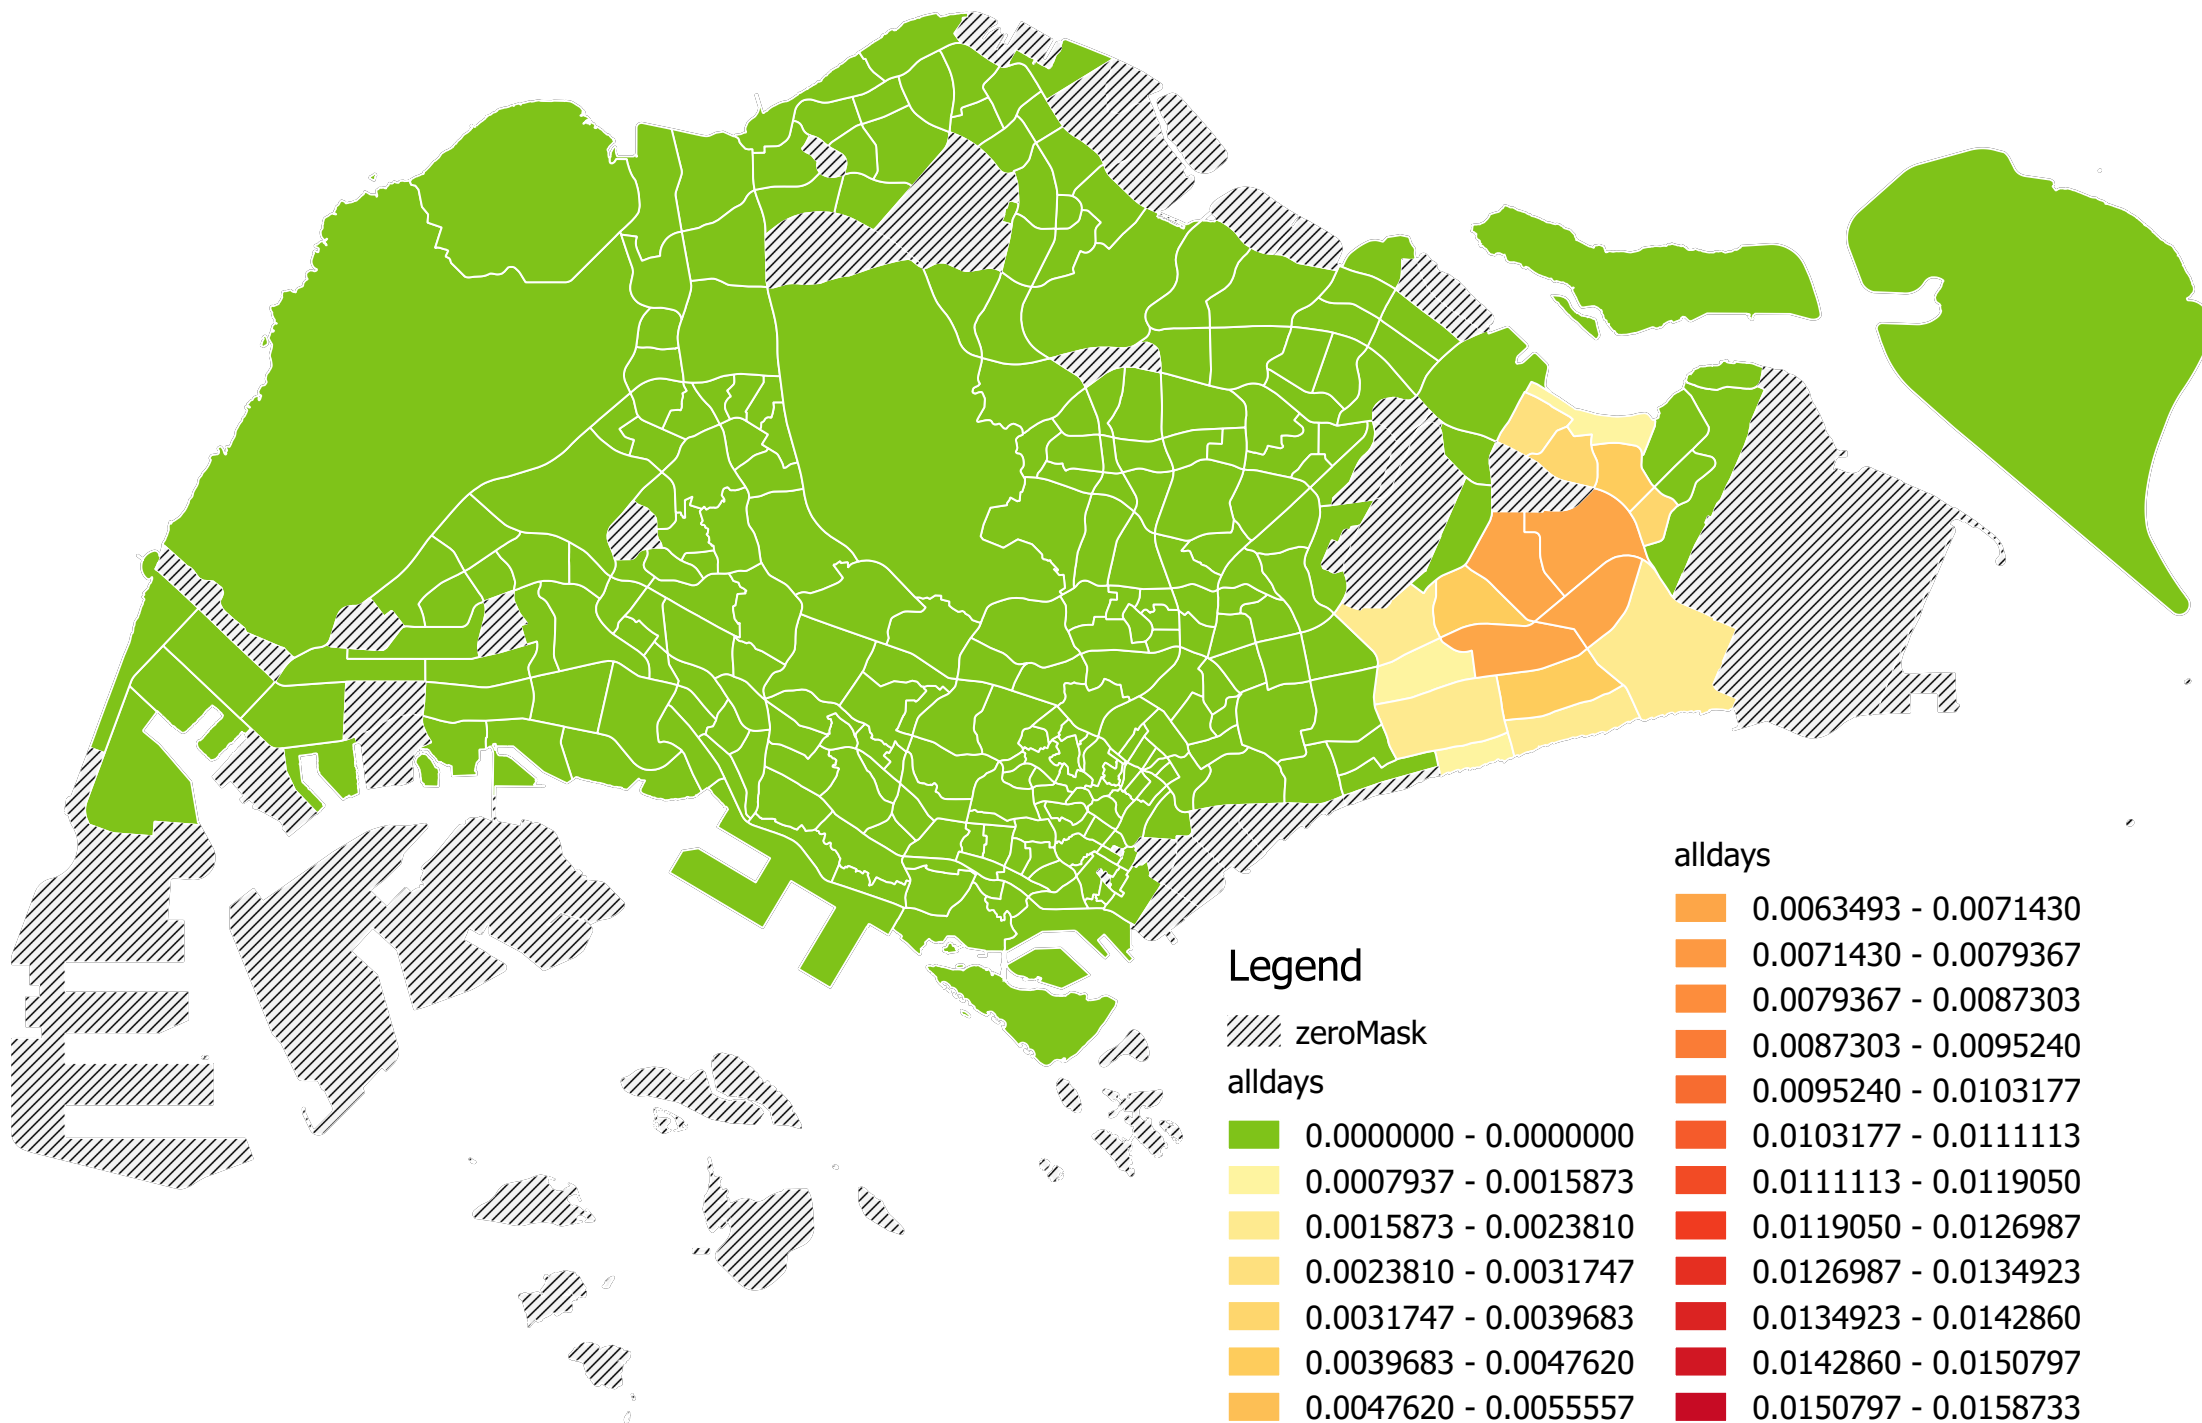 Legend
zeroMask
alldays
0.0000000 - 0.0000000
0.0007937 - 0.0015873
0.0015873 - 0.0023810
0.0023810 - 0.0031747
0.0031747 - 0.0039683
0.0039683 - 0.0047620
0.0047620 - 0.0055557
alldays
0.0063493 - 0.0071430
0.0071430 - 0.0079367
0.0079367 - 0.0087303
0.0087303 - 0.0095240
0.0095240 - 0.0103177
0.0103177 - 0.0111113
0.0111113 - 0.0119050
0.0119050 - 0.0126987
0.0126987 - 0.0134923
0.0134923 - 0.0142860
0.0142860 - 0.0150797
0.0150797 - 0.0158733